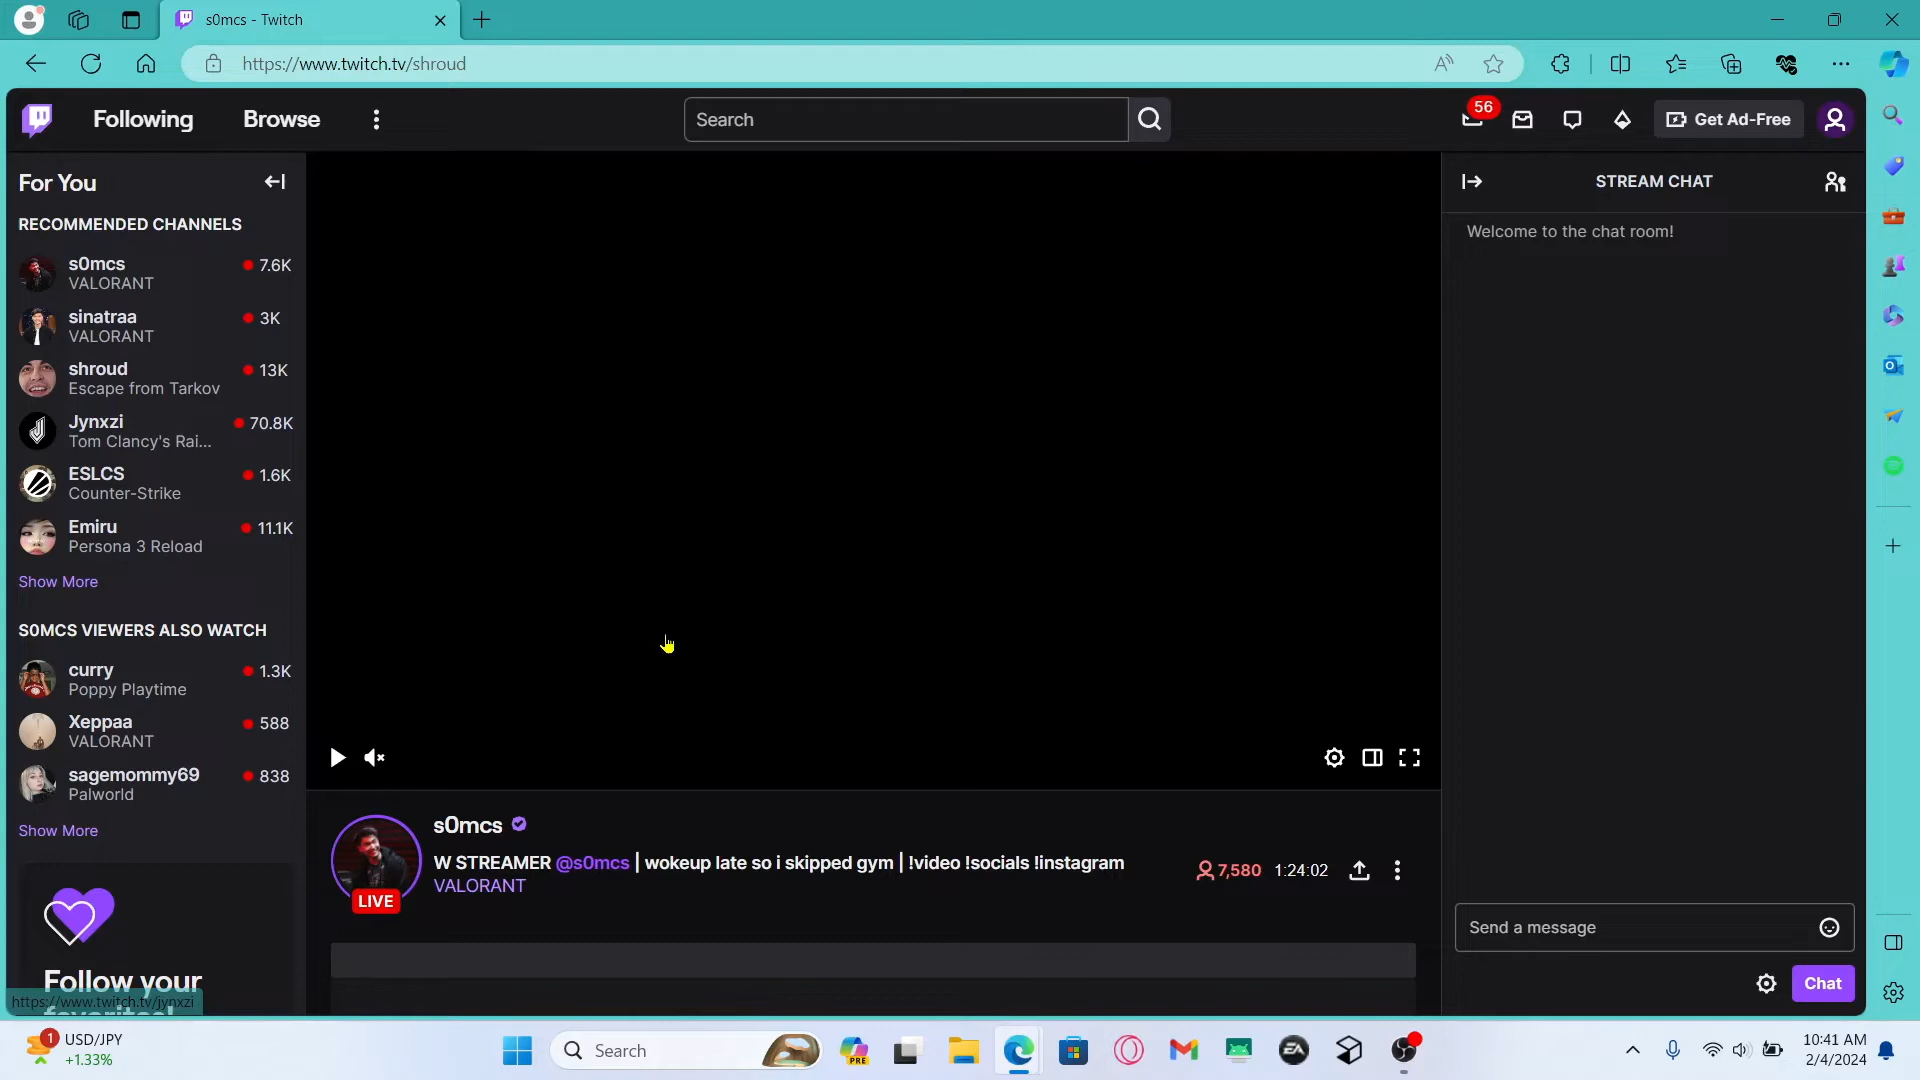 s0mcs - Twitch
https://www.twitch.tv/shroud
Following
Browse
Search
56
Get Ad-Free
For You
RECOMMENDED CHANNELS
s0mcs
7.6K
VALORANT
sinatraa
3K
VALORANT
shroud
13K
Escape from Tarkov
Jynxzi
70.8K
Tom Clancy's Rai...
ESLCS
1.6K
Counter-Strike
Emiru
11.1K
Persona 3 Reload
Show More
S0MCS VIEWERS ALSO WATCH
curry
1.3K
Poppy Playtime
Xeppaa
588
VALORANT
sagemommy69
838
Palworld
Show More
Follow your
favorites!
https://www.twitch.tv/jynxzi
s0mcs
W STREAMER @s0mcs | wokeup late so i skipped gym | !video !socials !instagram
VALORANT
LIVE
7,580 1:24:02
STREAM CHAT
Welcome to the chat room!
Send a message
Chat
1
USD/JPY
+1.33%
Search
PRE
EA
10:41 AM
2/4/2024